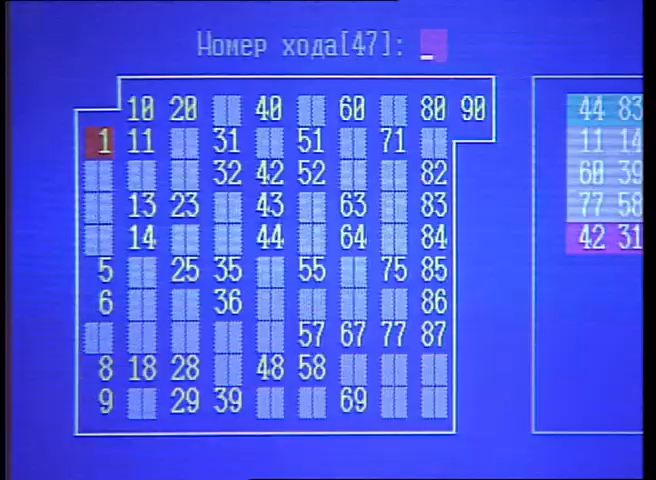 Номер хода[47]: _
10 20 40 60 80 90
1 11 31 51 71
32 42 52 82
13 23 43 63 83
14 44 64 84
5 25 35 55 75 85
6 36 86
57 67 77 87
8 18 28 48 58
9 29 39 69
44 83
11 14
60 39
77 58
42 31